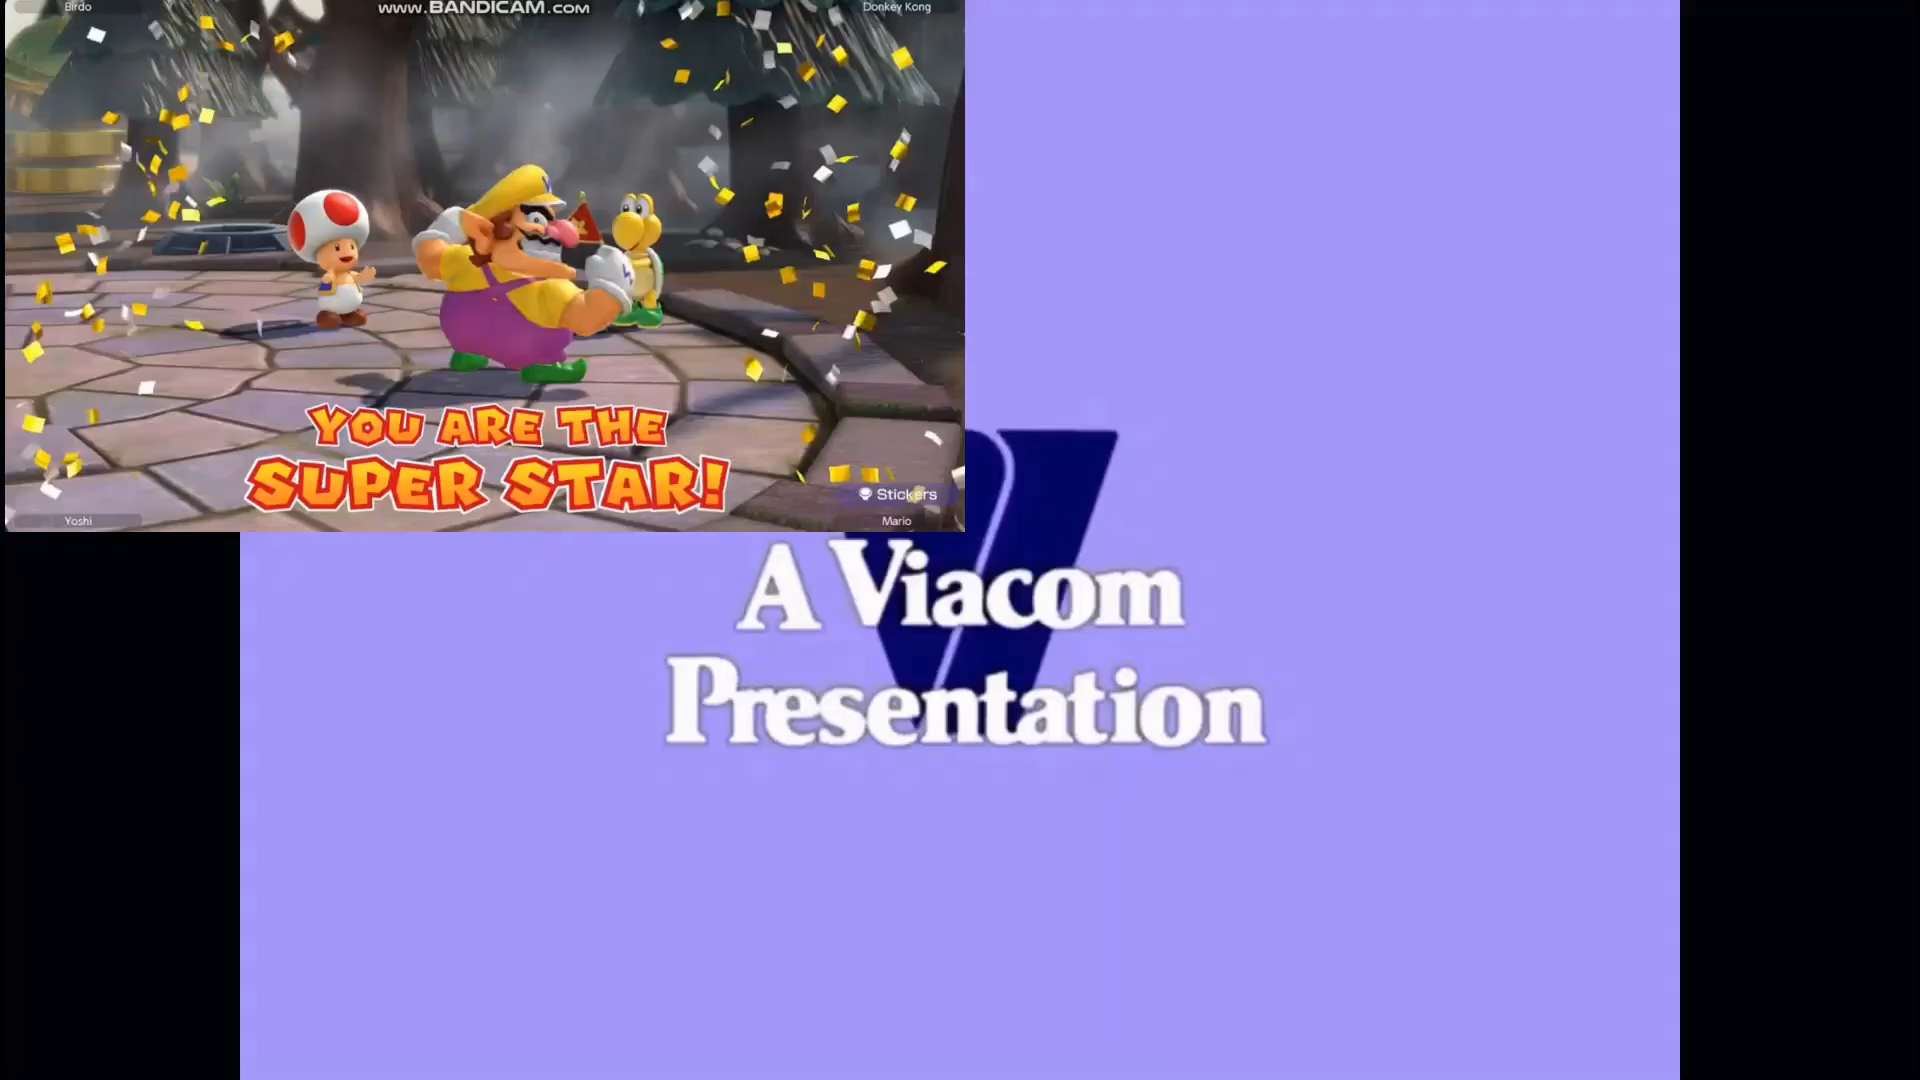 Birdo
www.BANDICAM.com
Donkey Kong
YOU ARE THE
SUPER STAR!
Stickers
Yoshi
Mario
A Viacom
Presentation